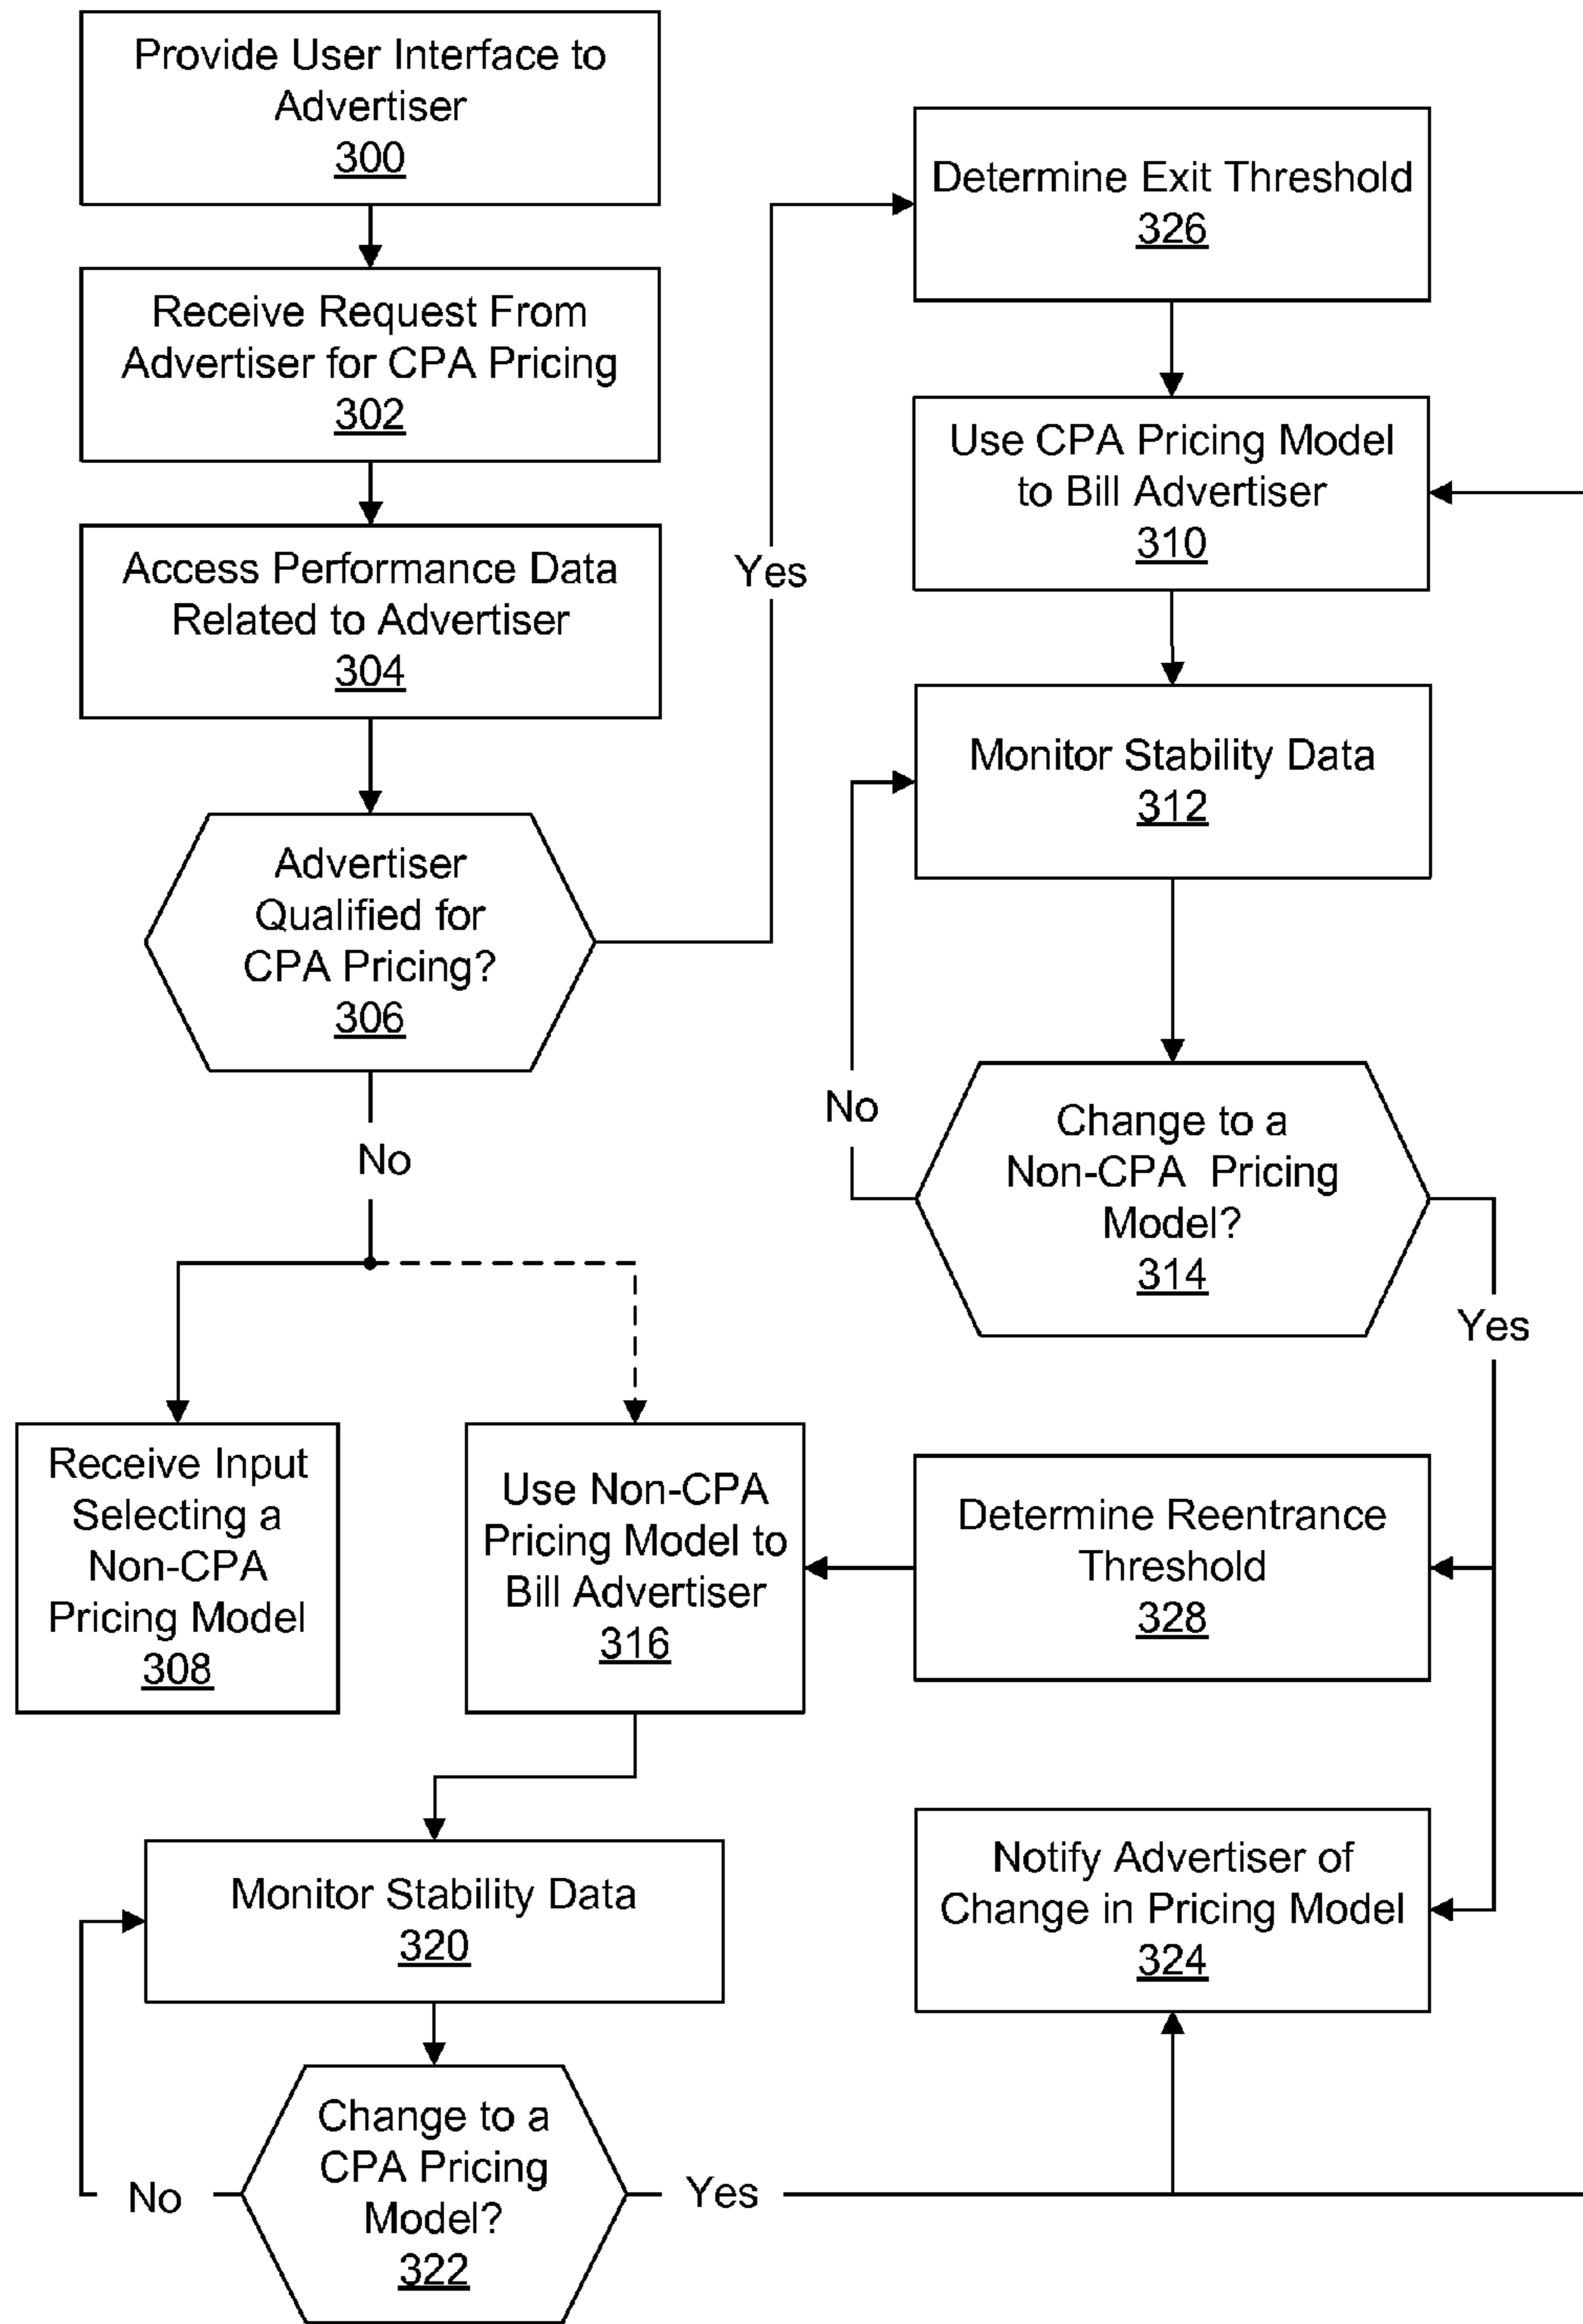 Provide User Interface to
Advertiser
300
Receive Request From
Advertiser for CPA Pricing
302
Access Performance Data
Related to Advertiser
304
Advertiser
Qualified for
CPA Pricing?
306
Yes
No
Determine Exit Threshold
326
Use CPA Pricing Model
to Bill Advertiser
310
Monitor Stability Data
312
No
Change to a
Non-CPA Pricing
Model?
314
Yes
Receive Input
Selecting a
Non-CPA
Pricing Model
308
Use Non-CPA
Pricing Model to
Bill Advertiser
316
Determine Reentrance
Threshold
328
Monitor Stability Data
320
Notify Advertiser of
Change in Pricing Model
324
Change to a
CPA Pricing
Model?
322
No
Yes